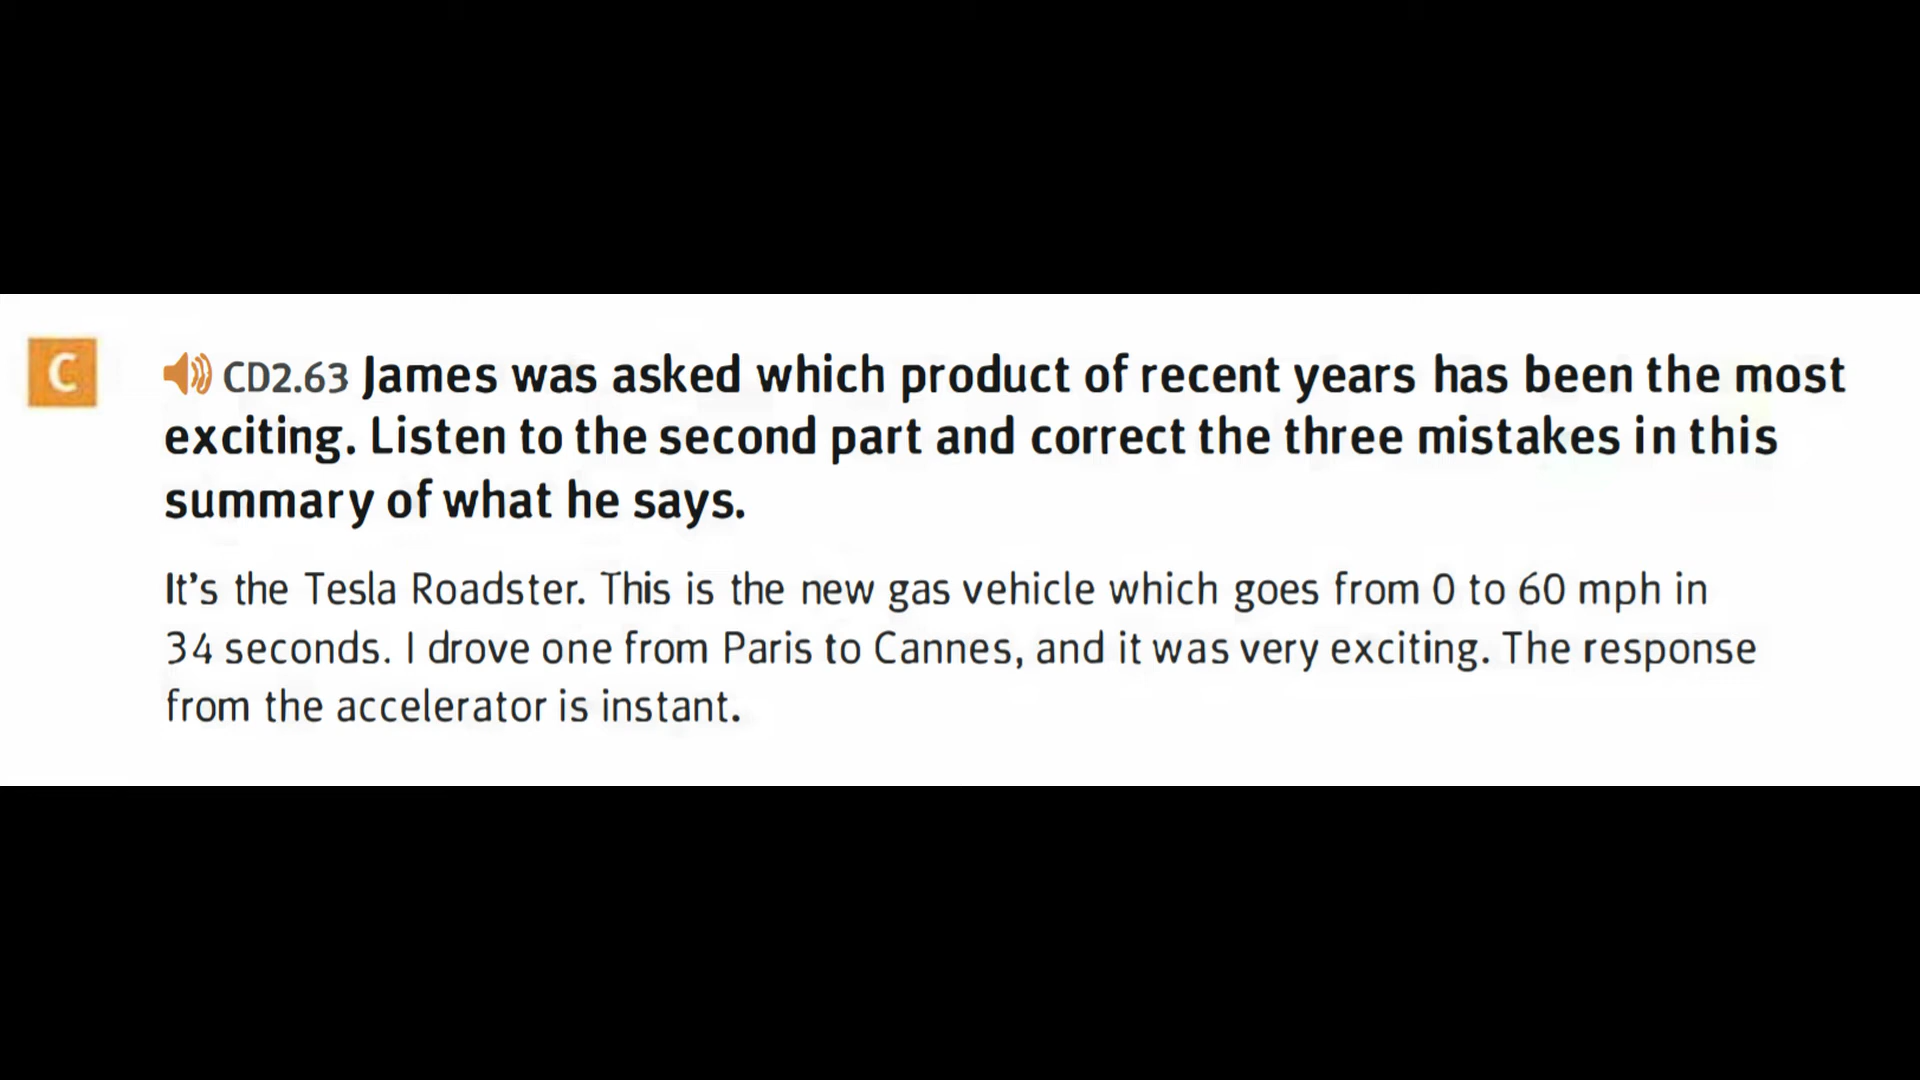 C
CD2.63 James was asked which product of recent years has been the most
exciting. Listen to the second part and correct the three mistakes in this
summary of what he says.
It's the Tesla Roadster. This is the new gas vehicle which goes from 0 to 60 mph in
34 seconds. I drove one from Paris to Cannes, and it was very exciting. The response
from the accelerator is instant.